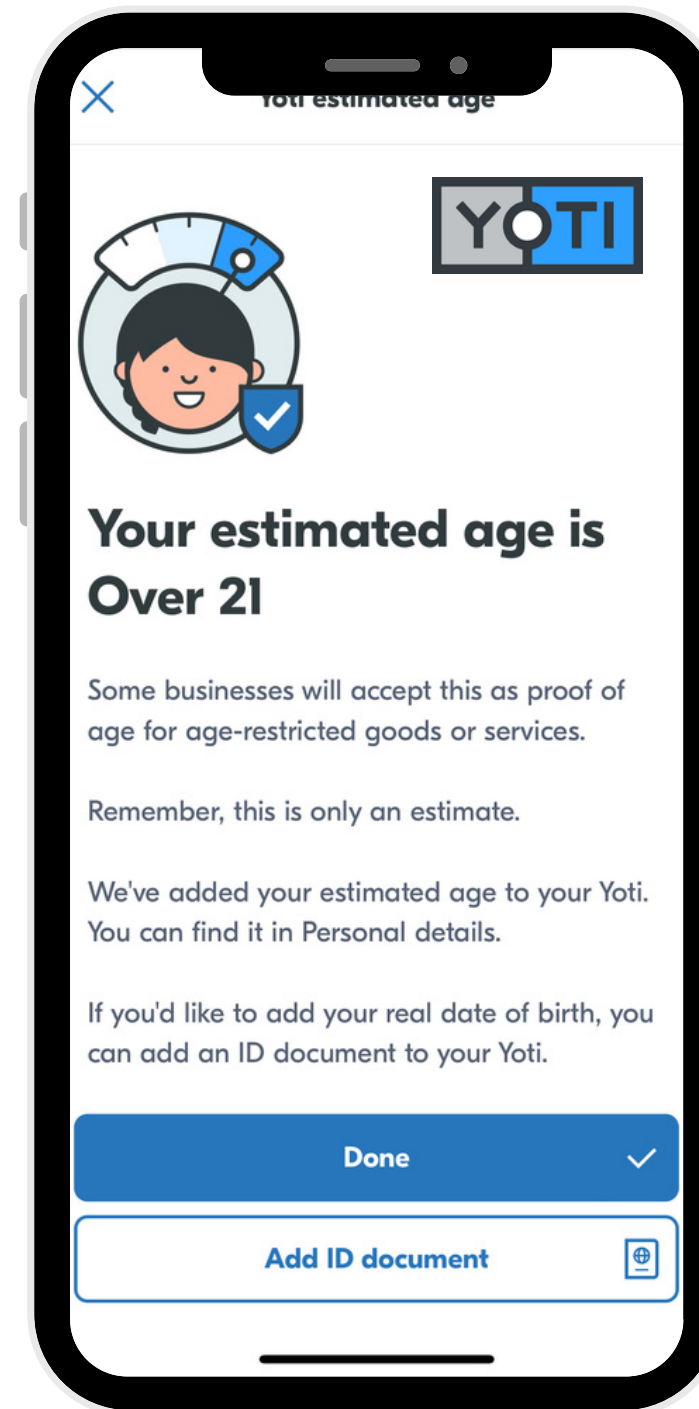 Yoti estimated age
YOTI
Your estimated age is
Over 21
Some businesses will accept this as proof of
age for age-restricted goods or services.
Remember, this is only an estimate.
We've added your estimated age to your Yoti.
You can find it in Personal details.
If you'd like to add your real date of birth, you
can add an ID document to your Yoti.
Done
Add ID document